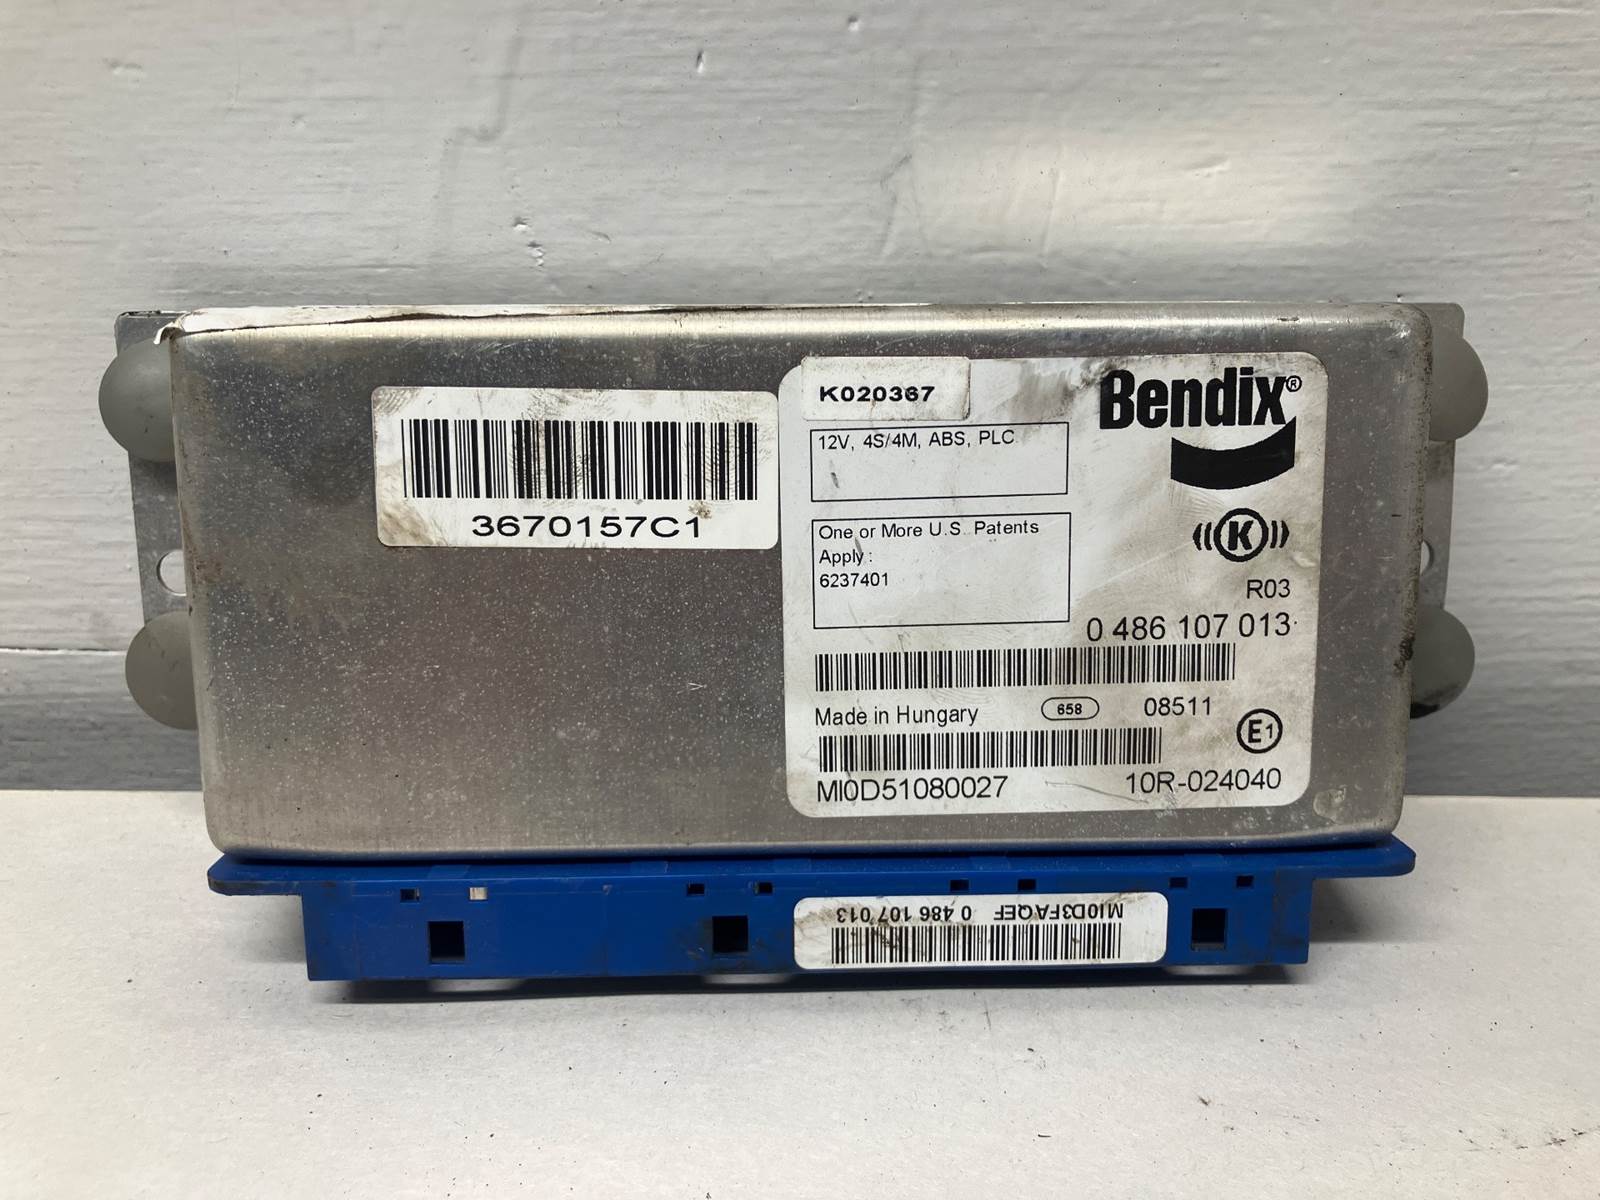 3670157C1
K020367
Bendix®
12V, 4S/4M, ABS, PLC
One or More U.S. Patents
Apply :
6237401
K
R03
0 486 107 013
Made in Hungary 658 08511
E1
MI0D51080027 10R-024040
MI0D3FAQEF 0 486 107 013